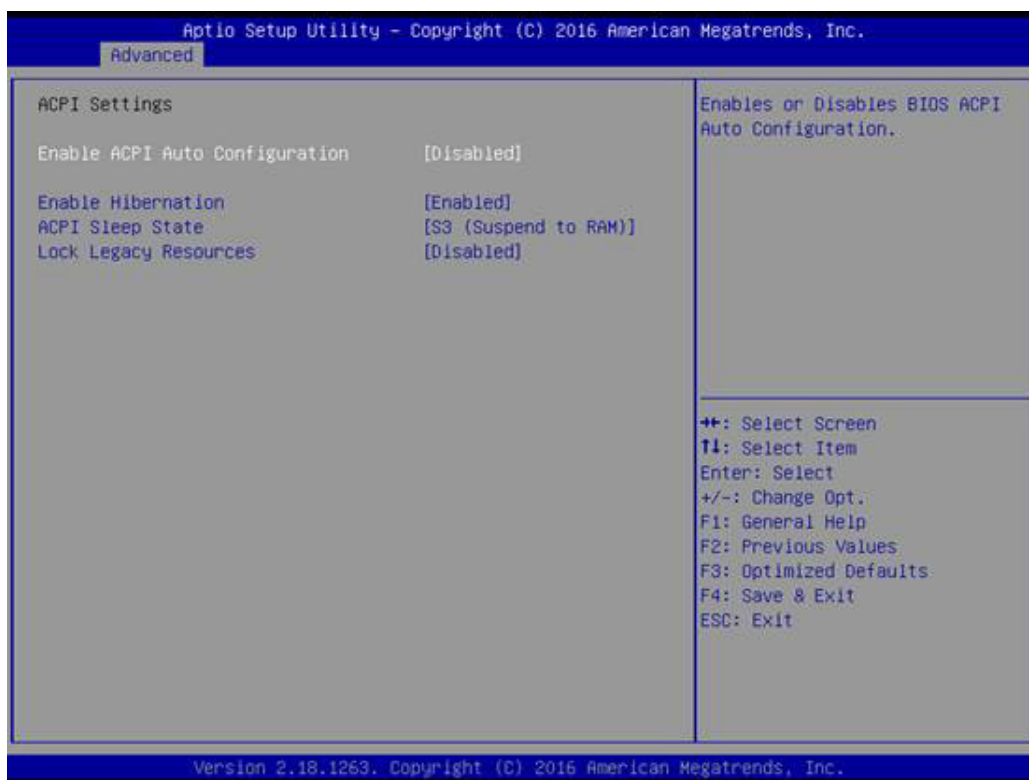 Aptio Setup Utility – Copyright (C) 2016 American Megatrends, Inc.
Advanced
ACPI Settings
Enable ACPI Auto Configuration [Disabled]
Enable Hibernation [Enabled]
ACPI Sleep State [S3 (Suspend to RAM)]
Lock Legacy Resources [Disabled]
Enables or Disables BIOS ACPI
Auto Configuration.
→←: Select Screen
↑↓: Select Item
Enter: Select
+/-: Change Opt.
F1: General Help
F2: Previous Values
F3: Optimized Defaults
F4: Save & Exit
ESC: Exit
Version 2.18.1263. Copyright (C) 2016 American Megatrends, Inc.